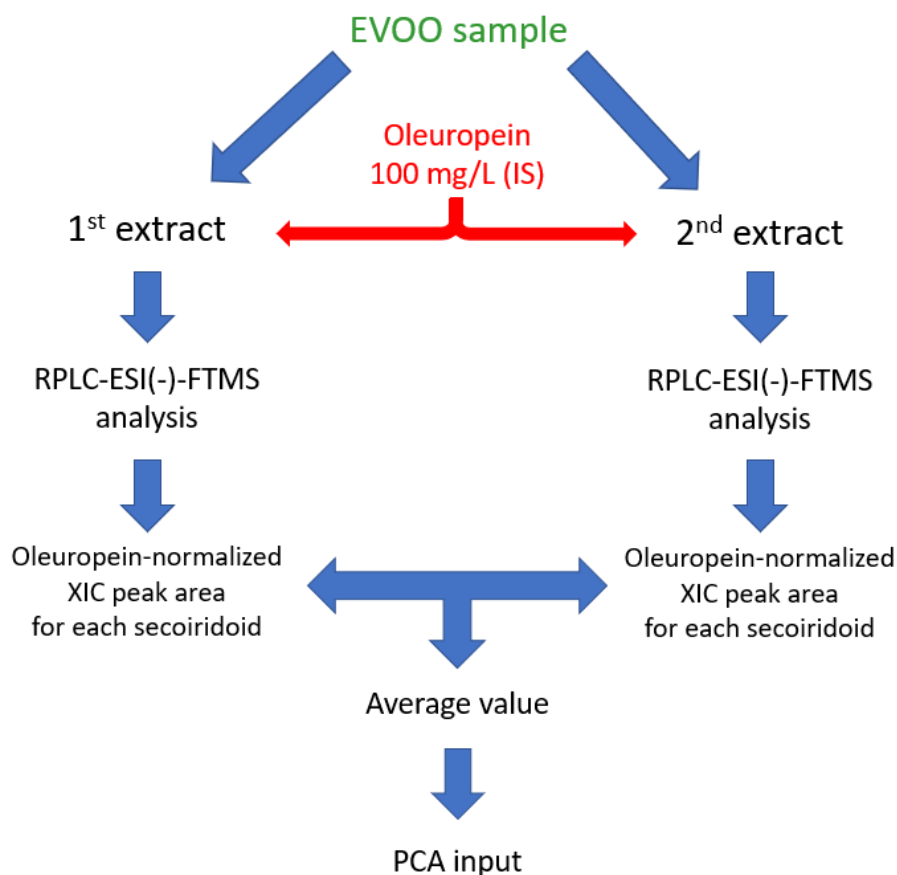 EVOO sample
Oleuropein
100 mg/L (IS)
1st extract
2nd extract
RPLC-ESI(-)-FTMS
analysis
RPLC-ESI(-)-FTMS
analysis
Oleuropein-normalized
XIC peak area
for each secoiridoid
Oleuropein-normalized
XIC peak area
for each secoiridoid
Average value
PCA input